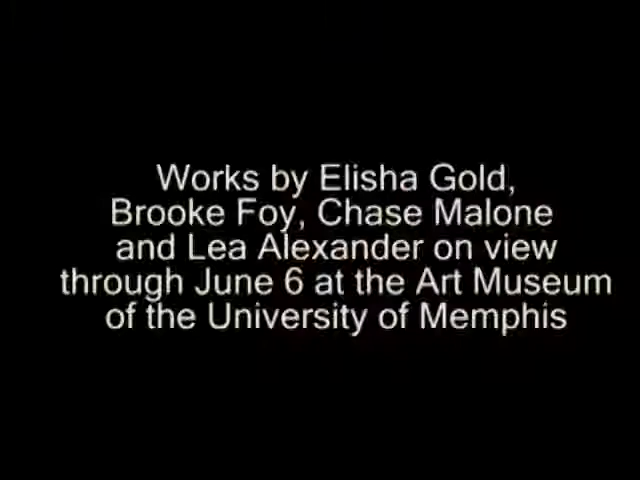 Works by Elisha Gold,
Brooke Foy, Chase Malone
and Lea Alexander on view
through June 6 at the Art Museum
of the University of Memphis